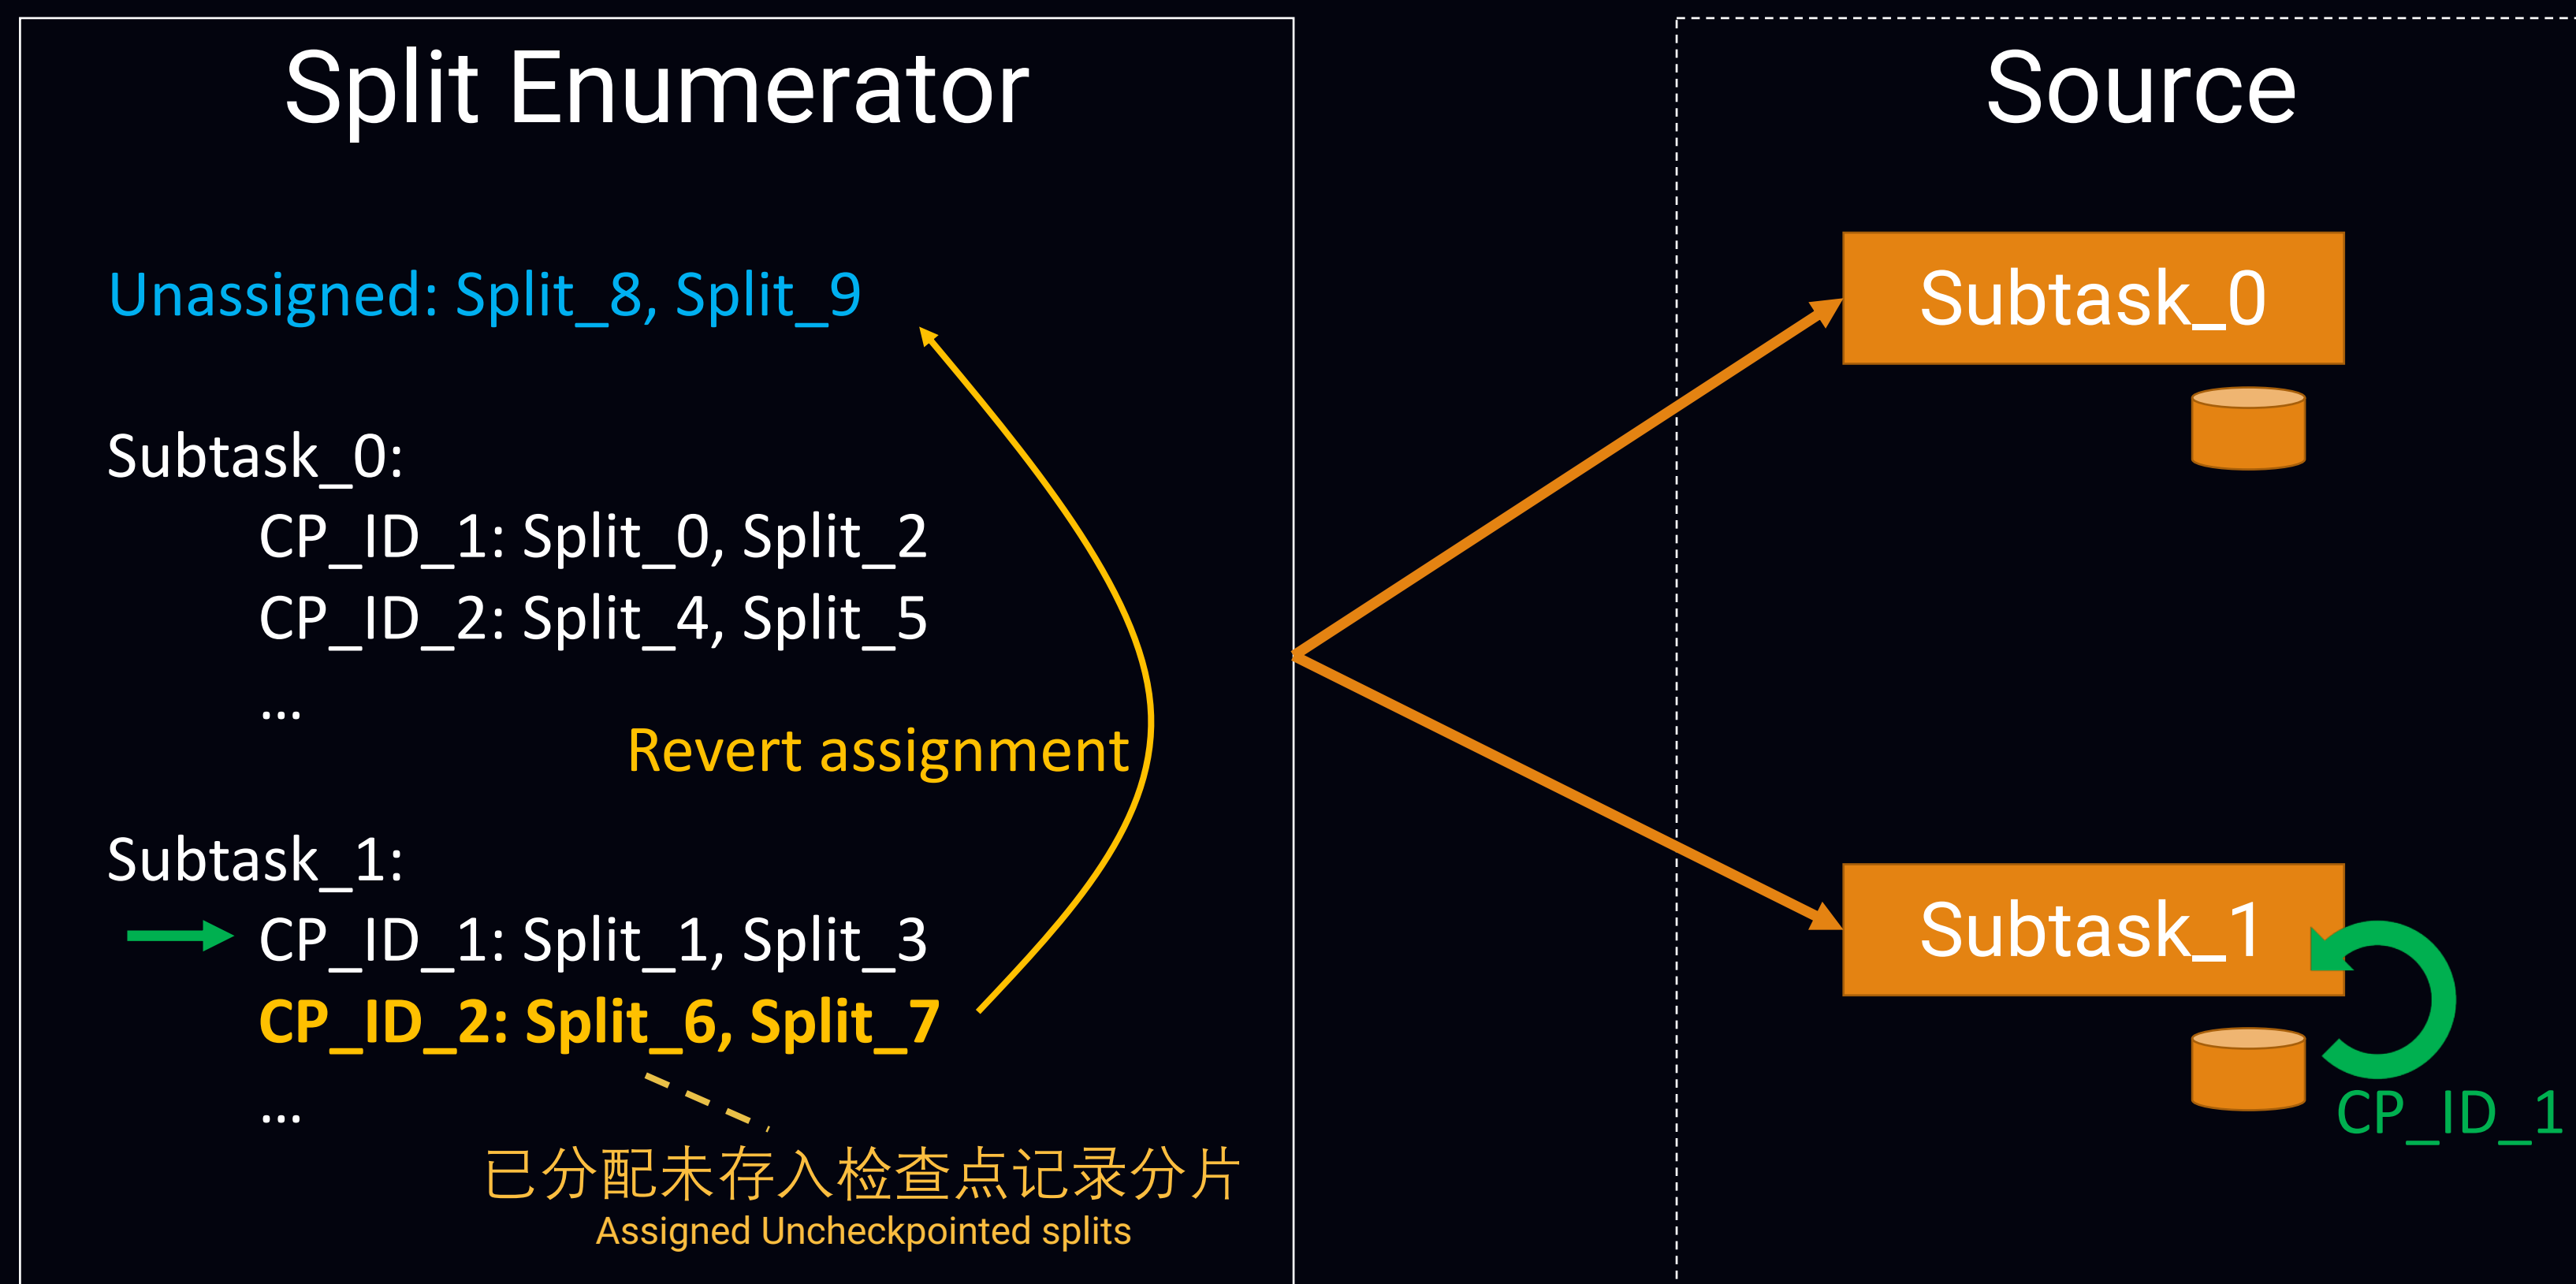 Split Enumerator
Unassigned: Split_8, Split_9
Subtask_0:
CP_ID_1: Split_0, Split_2
CP_ID_2: Split_4, Split_5
...
Revert assignment
Subtask_1:
CP_ID_1: Split_1, Split_3
CP_ID_2: Split_6, Split_7
...
已分配未存入检查点记录分片
Assigned Uncheckpointed splits
Source
Subtask_0
Subtask_1
CP_ID_1